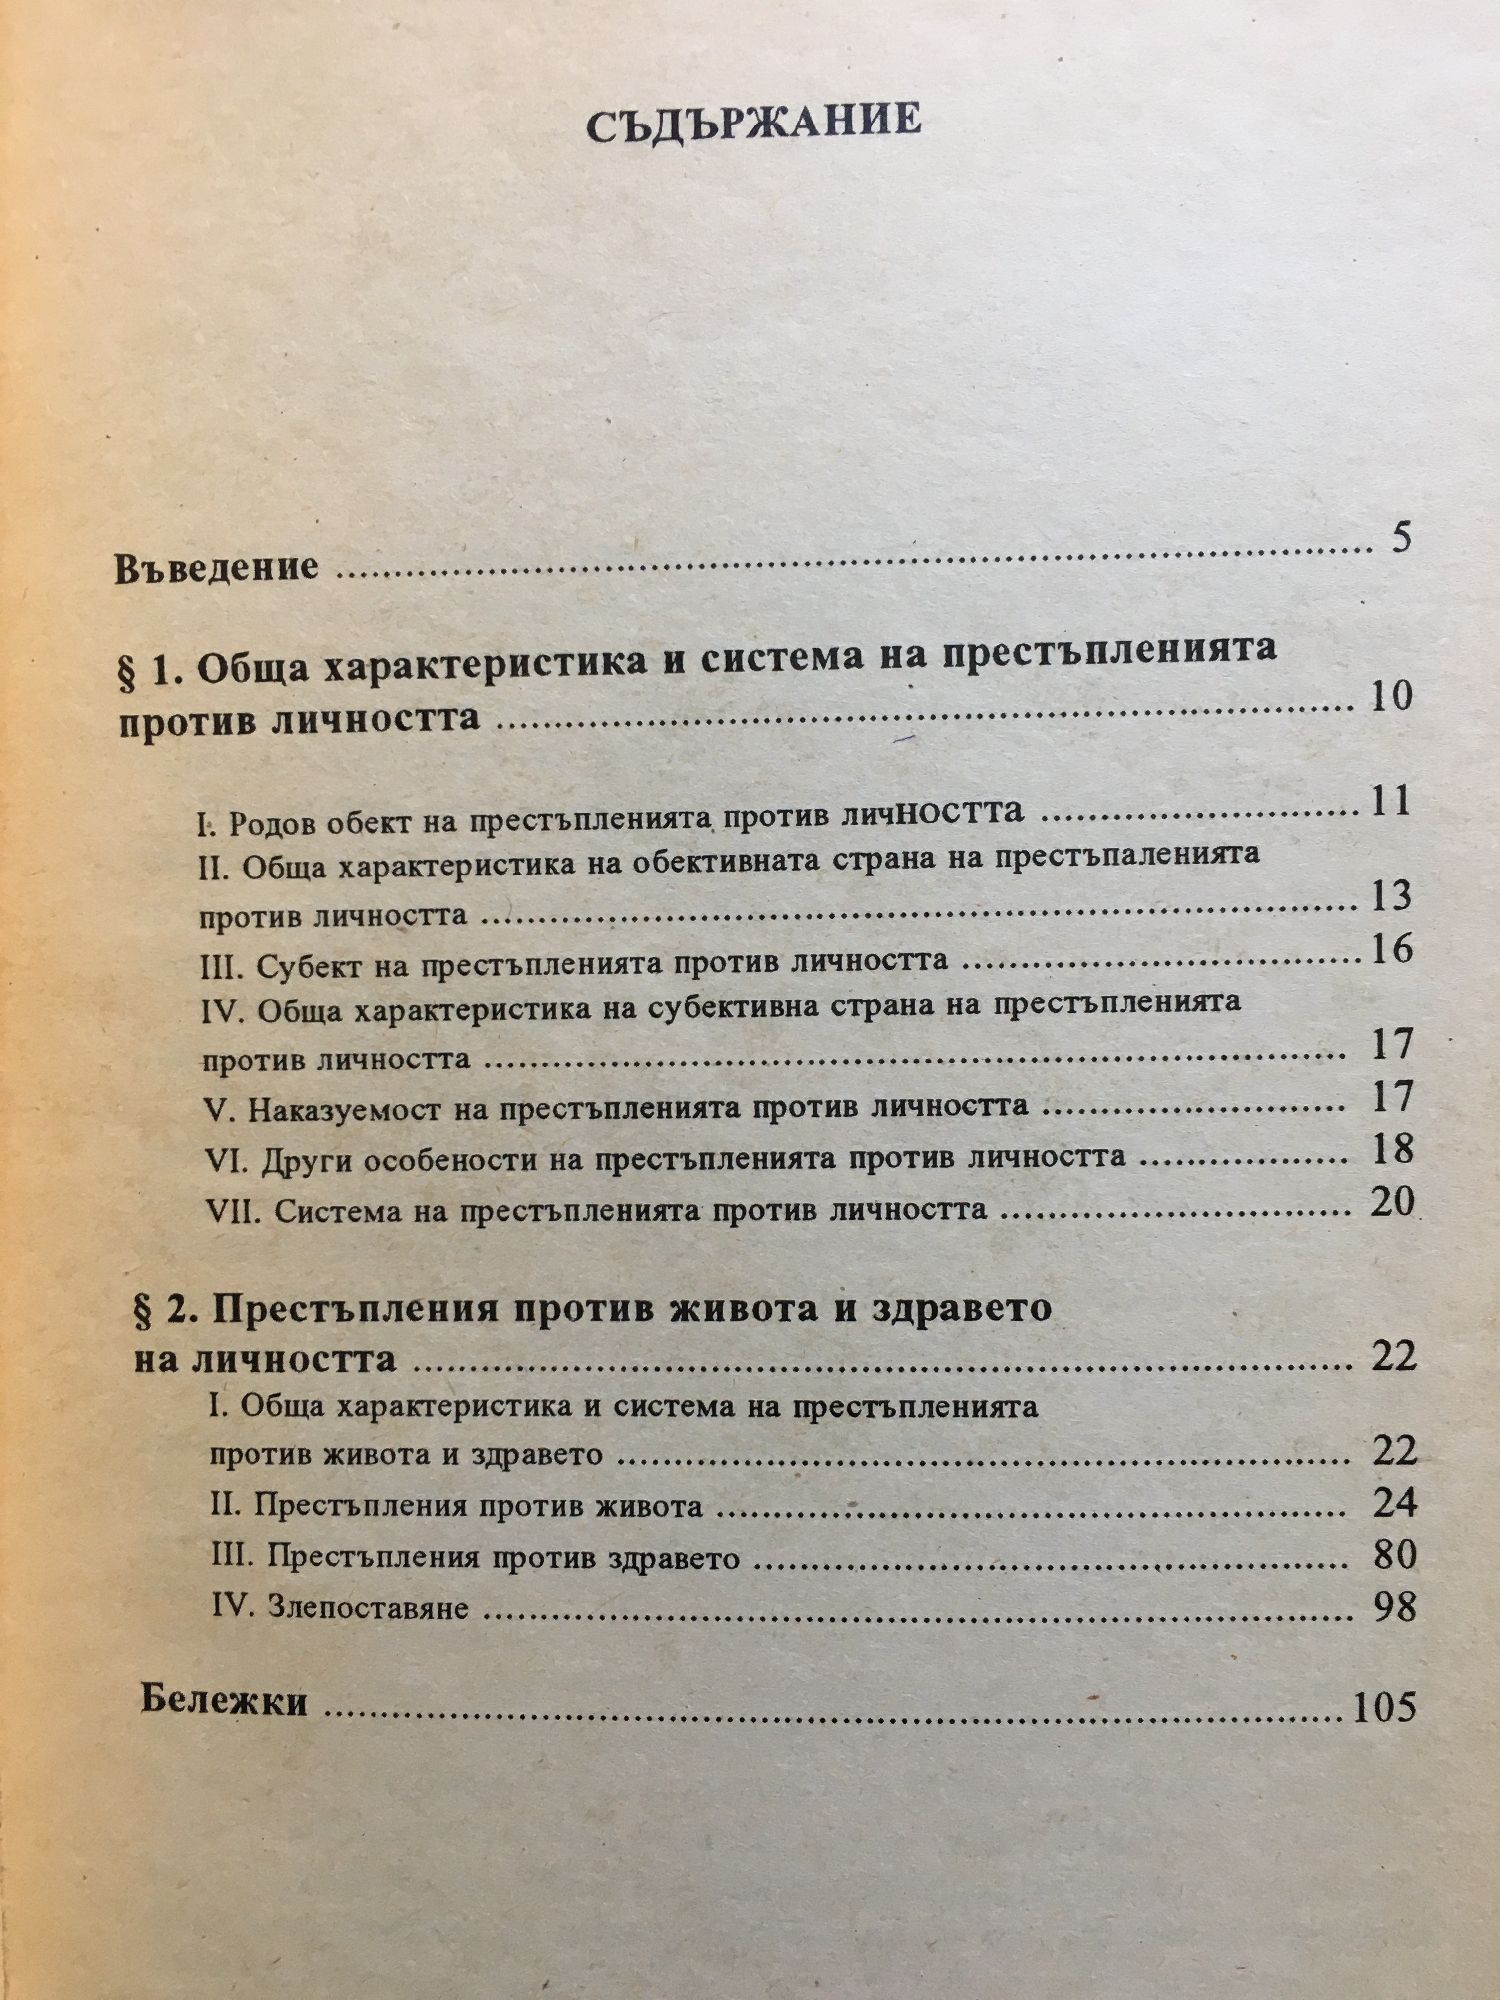 СЪДЪРЖАНИЕ
Въведение ........................ 5
§ 1. Обща характеристика и система на престъпленията
против личността ........................ 10
I. Родов обект на престъпленията против личността ........................ 11
II. Обща характеристика на обективната страна на престъпаленията
против личността ........................ 13
III. Субект на престъпленията против личността ........................ 16
IV. Обща характеристика на субективна страна на престъпленията
против личността ........................ 17
V. Наказуемост на престъпленията против личността ........................ 17
VI. Други особености на престъпленията против личността ........................ 18
VII. Система на престъпленията против личността ........................ 20
§ 2. Престъпления против живота и здравето
на личността ........................ 22
I. Обща характеристика и система на престъпленията
против живота и здравето ........................ 22
II. Престъпления против живота ........................ 24
III. Престъпления против здравето ........................ 80
IV. Злепоставяне ........................ 98
Бележки ........................ 105